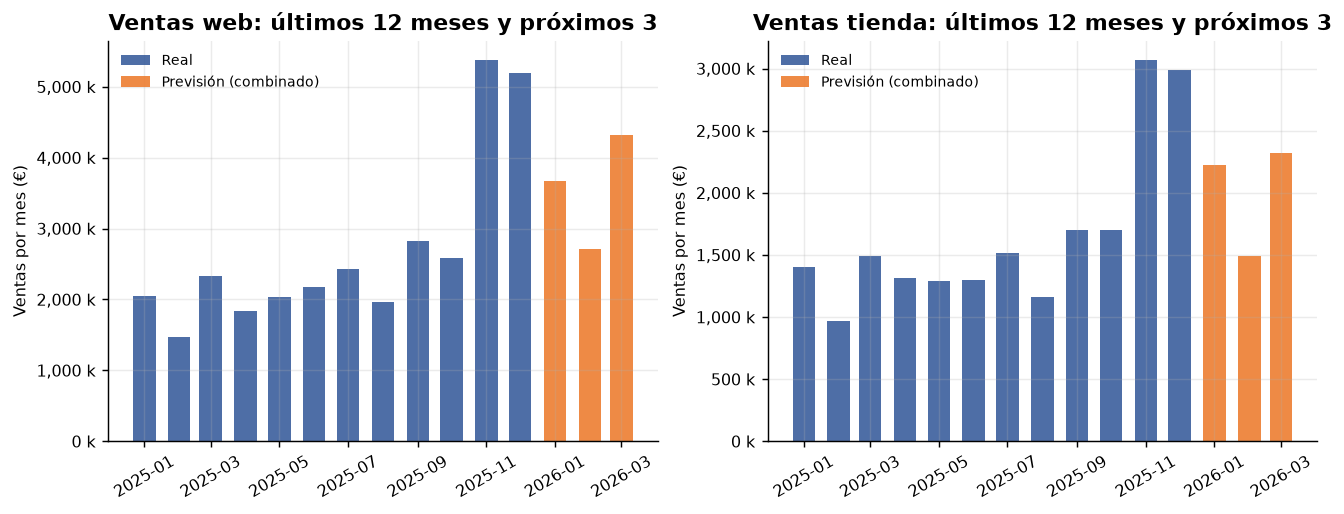 Ventas web: últimos 12 meses y próximos 3
Real
Previsión (combinado)
Ventas por mes (€)
5,000 k
4,000 k
3,000 k
2,000 k
1,000 k
0 k
2025-01
2025-03
2025-05
2025-07
2025-09
2025-11
2026-01
2026-03
Ventas tienda: últimos 12 meses y próximos 3
Real
Previsión (combinado)
Ventas por mes (€)
3,000 k
2,500 k
2,000 k
1,500 k
1,000 k
500 k
0 k
2025-01
2025-03
2025-05
2025-07
2025-09
2025-11
2026-01
2026-03